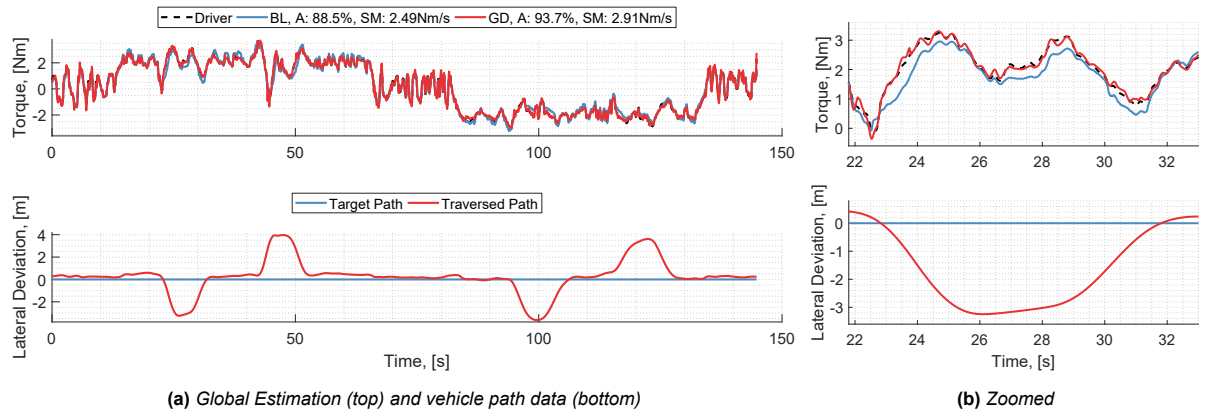 Driver BL, A: 88.5%, SM: 2.49Nm/s GD, A: 93.7%, SM: 2.91Nm/s
Torque, [Nm]
2
0
-2
0 50 100 150
Target Path Traversed Path
Lateral Deviation, [m]
4
2
0
-2
0 50 100 150
Time, [s]
(a) Global Estimation (top) and vehicle path data (bottom)
Torque, [Nm]
3
2
1
0
22 24 26 28 30 32
Lateral Deviation, [m]
0
-1
-2
-3
22 24 26 28 30 32
Time, [s]
(b) Zoomed